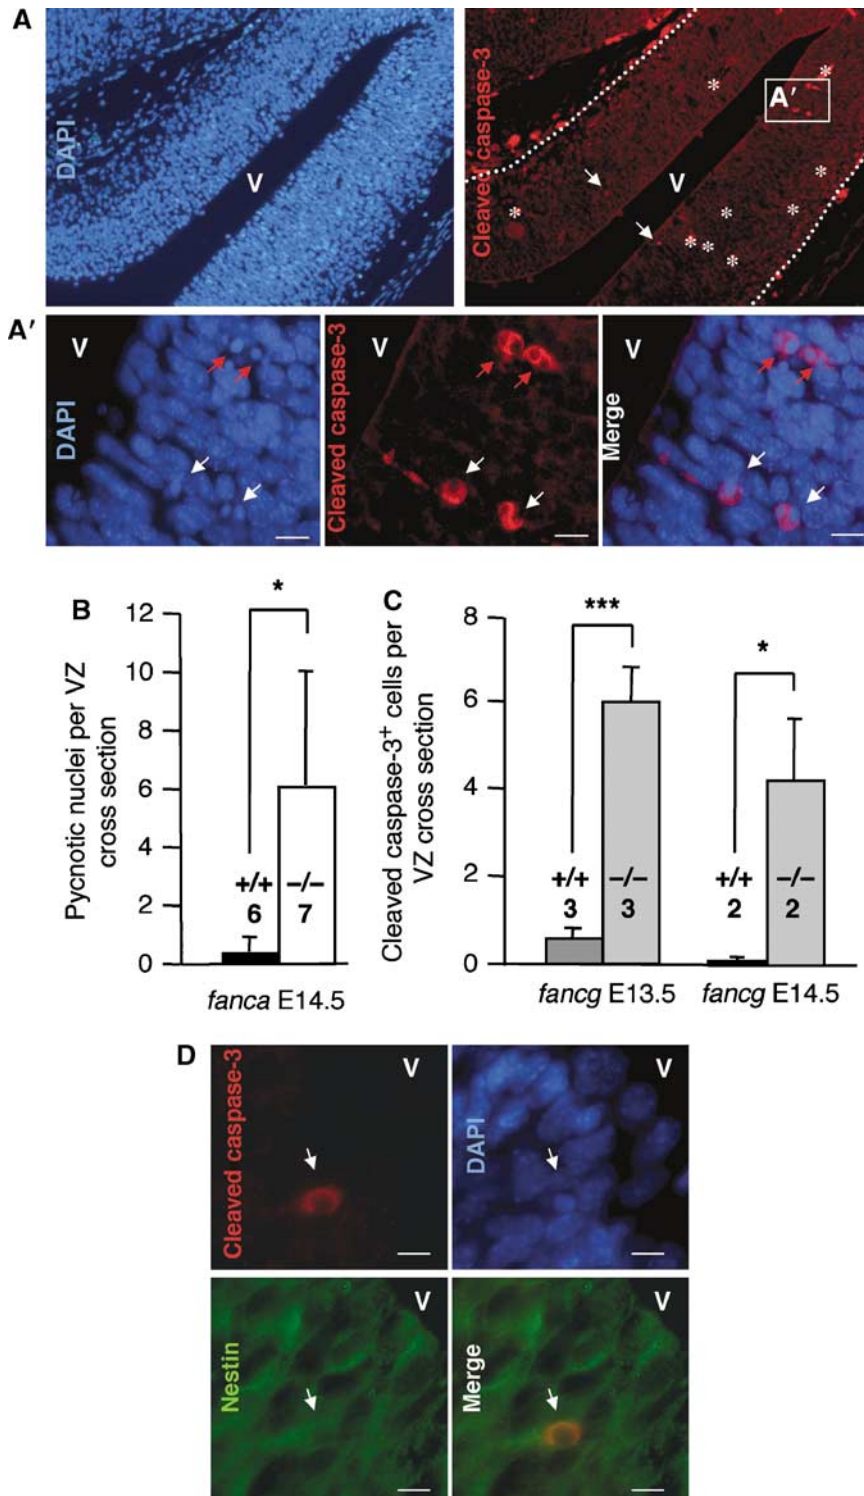 A
DAPI
V
Cleaved caspase-3
A′
V
*
*
*
*
*
*
*
*
*
A′
V
DAPI
V
Cleaved caspase-3
V
Merge
B
Pycnotic nuclei per VZ
cross section
12
10
8
6
4
2
0
*
+/+
6
−/−
7
fanca E14.5
C
Cleaved caspase-3+ cells per
VZ cross section
8
6
4
2
0
***
+/+
3
−/−
3
fancg E13.5
*
+/+
2
−/−
2
fancg E14.5
D
Cleaved caspase-3
V
DAPI
V
Nestin
V
Merge
V